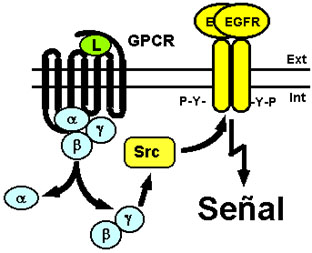 L
GPCR
E EGFR
Ext
Int
P-Y-
-Y-P
α
γ
β
Src
α
γ
β
Señal